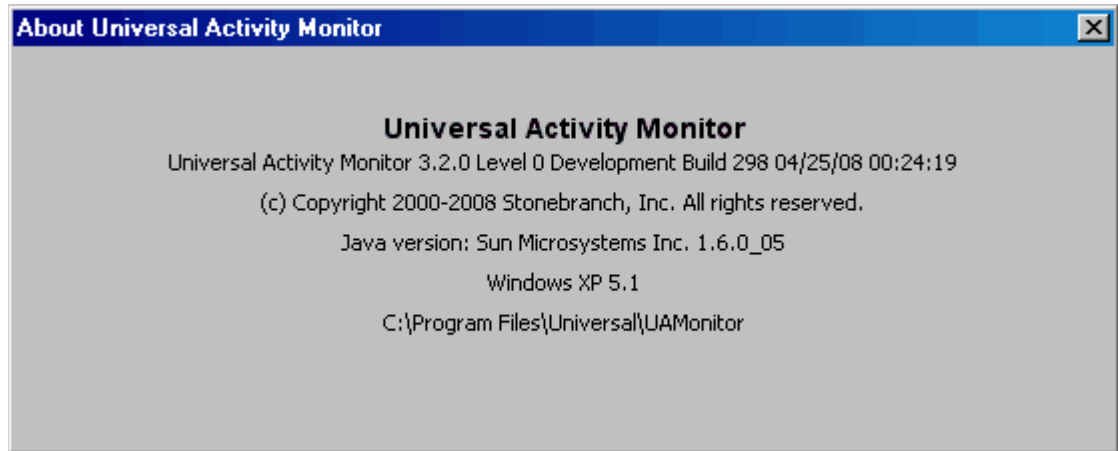 About Universal Activity Monitor
Universal Activity Monitor
Universal Activity Monitor 3.2.0 Level 0 Development Build 298 04/25/08 00:24:19
(c) Copyright 2000-2008 Stonebranch, Inc. All rights reserved.
Java version: Sun Microsystems Inc. 1.6.0_05
Windows XP 5.1
C:\Program Files\Universal\UAMonitor